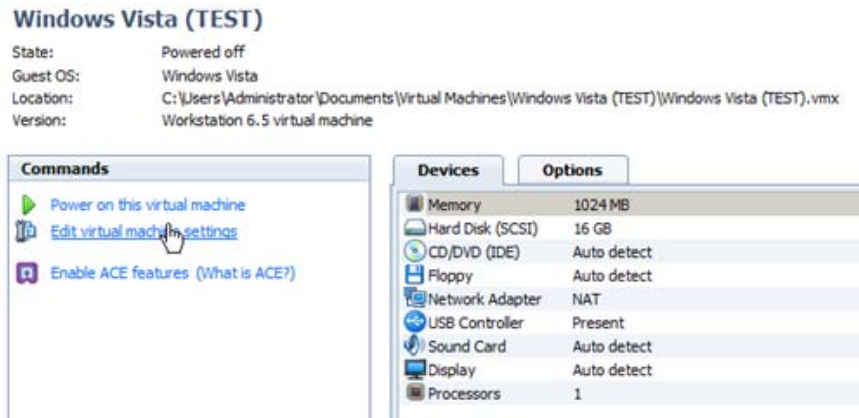 Windows Vista (TEST)
State: Powered off
Guest OS: Windows Vista
Location: C:\Users\Administrator\Documents\Virtual Machines\Windows Vista (TEST)\Windows Vista (TEST).vmx
Version: Workstation 6.5 virtual machine
Commands
Power on this virtual machine
Edit virtual machine settings
Enable ACE features (What is ACE?)
Devices Options
Memory 1024 MB
Hard Disk (SCSI) 16 GB
CD/DVD (IDE) Auto detect
Floppy Auto detect
Network Adapter NAT
USB Controller Present
Sound Card Auto detect
Display Auto detect
Processors 1